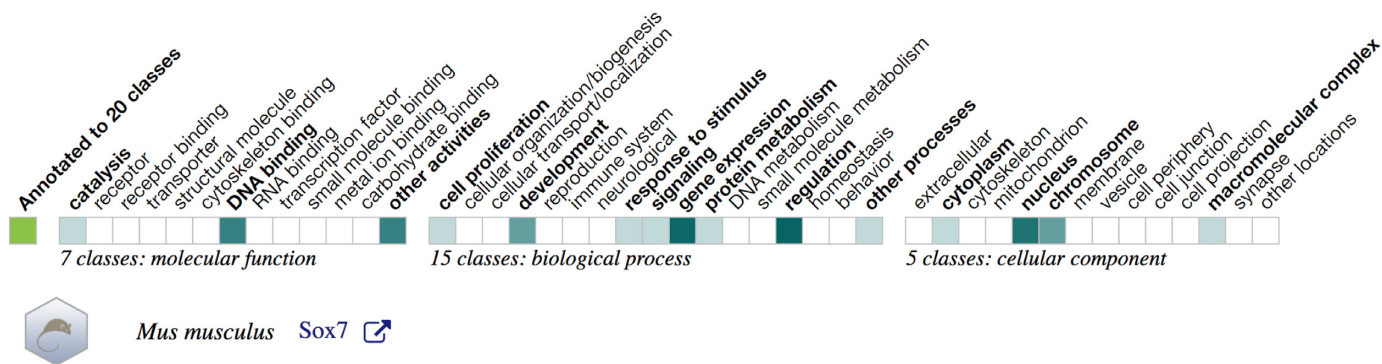 Annotated to 20 classes
catalysis
receptor
receptor binding
transporter
structural molecule
cytoskeleton binding
DNA binding
RNA binding
transcription factor
small molecule binding
metal ion binding
carbohydrate binding
other activities
cell proliferation
cellular organization/biogenesis
cellular transport/localization
development
reproduction
immune system
neurological
response to stimulus
signaling
gene expression
protein metabolism
DNA metabolism
small molecule metabolism
regulation
homeostasis
behavior
other processes
extracellular
cytoplasm
cytoskeleton
mitochondrion
nucleus
chromosome
membrane
vesicle
cell periphery
cell junction
cell projection
macromolecular complex
synapse
other locations
7 classes: molecular function
15 classes: biological process
5 classes: cellular component
Mus musculus Sox7